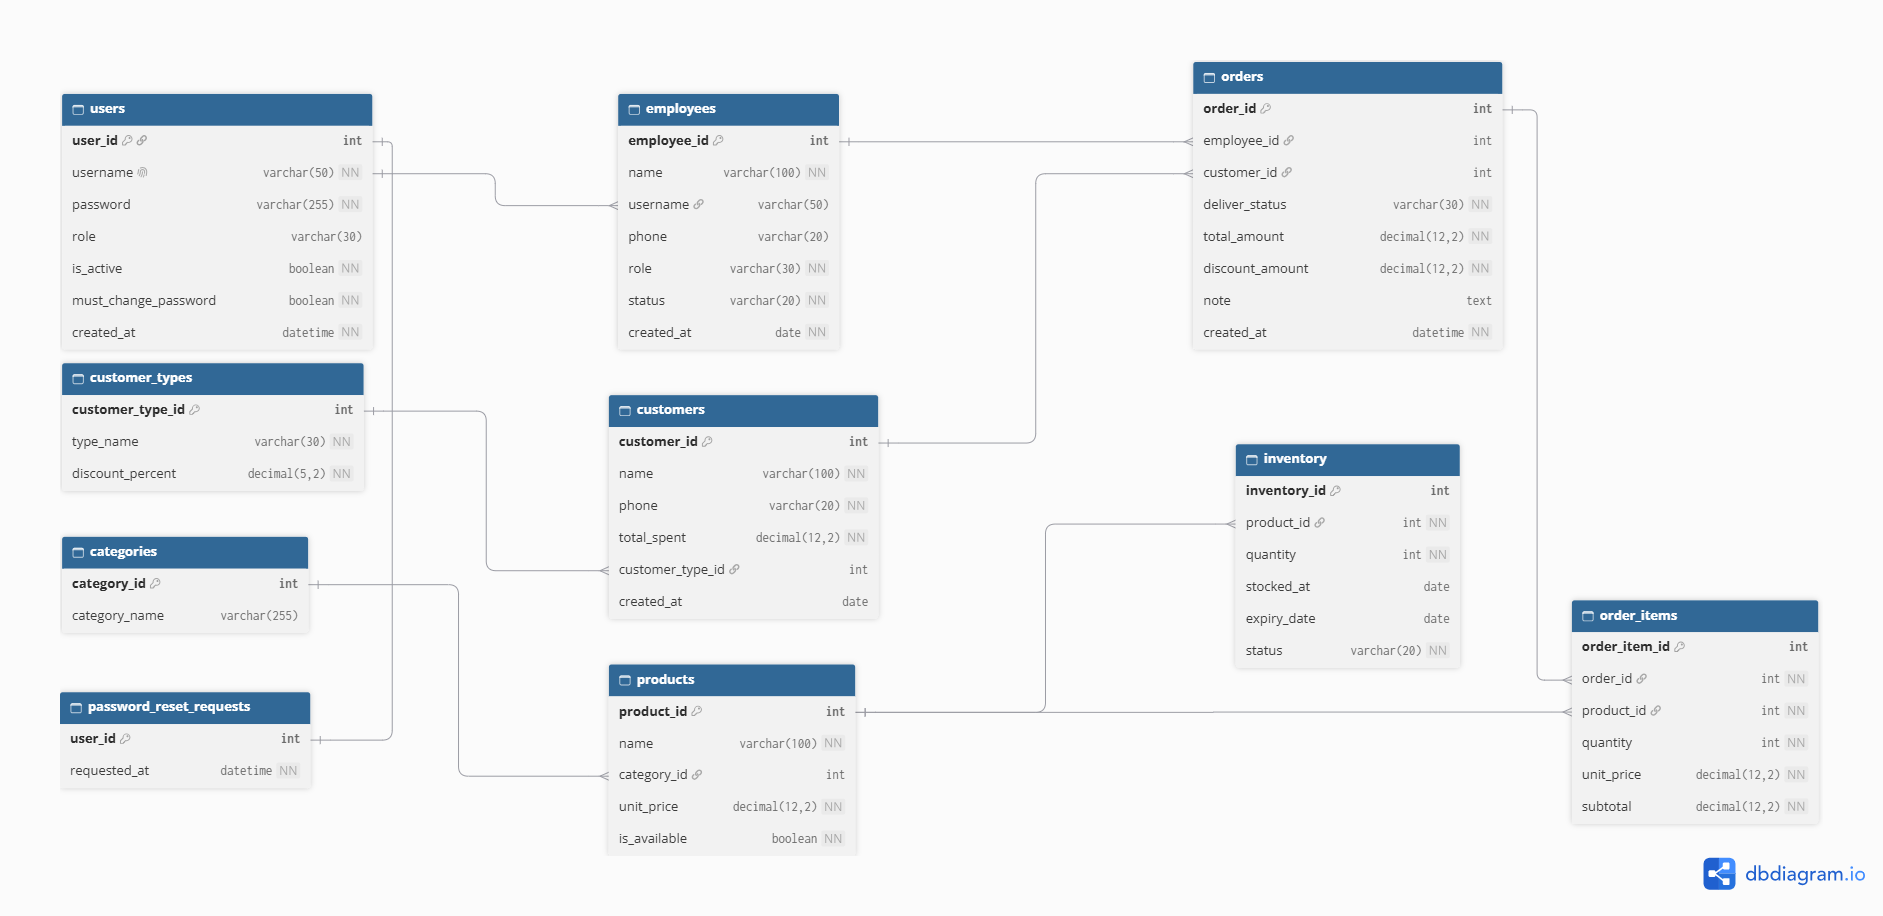 users
user_id int
username varchar(50) NN
password varchar(255) NN
role varchar(30)
is_active boolean NN
must_change_password boolean NN
created_at datetime NN
customer_types
customer_type_id int
type_name varchar(30) NN
discount_percent decimal(5,2) NN
categories
category_id int
category_name varchar(255)
password_reset_requests
user_id int
requested_at datetime NN
employees
employee_id int
name varchar(100) NN
username varchar(50)
phone varchar(20)
role varchar(30) NN
status varchar(20) NN
created_at date NN
customers
customer_id int
name varchar(100) NN
phone varchar(20) NN
total_spent decimal(12,2) NN
customer_type_id int
created_at date
products
product_id int
name varchar(100) NN
category_id int
unit_price decimal(12,2) NN
is_available boolean NN
orders
order_id int
employee_id int
customer_id int
deliver_status varchar(30) NN
total_amount decimal(12,2) NN
discount_amount decimal(12,2) NN
note text
created_at datetime NN
inventory
inventory_id int
product_id int NN
quantity int NN
stocked_at date
expiry_date date
status varchar(20) NN
order_items
order_item_id int
order_id int NN
product_id int NN
quantity int NN
unit_price decimal(12,2) NN
subtotal decimal(12,2) NN
dbdiagram.io